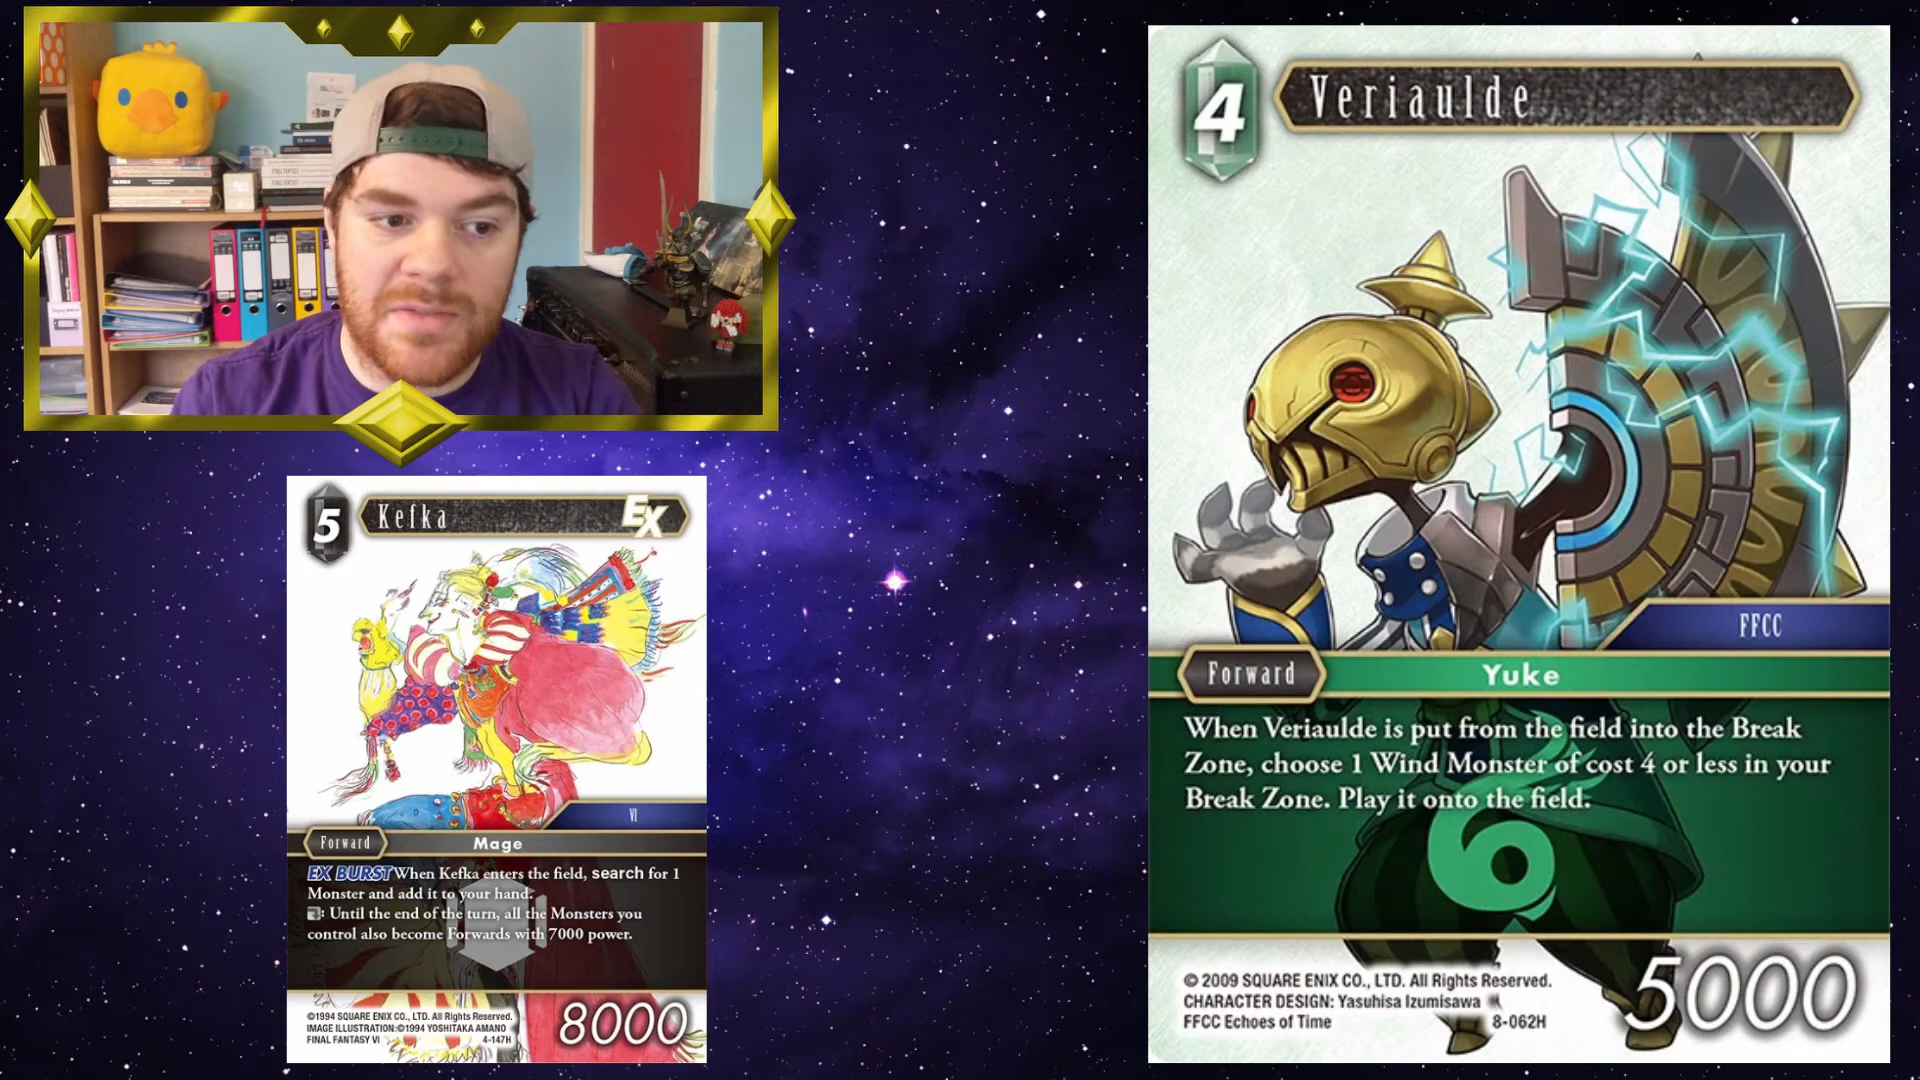 5
Kefka
EX
VI
Forward
Mage
EX BURST When Kefka enters the field, search for 1
Monster and add it to your hand.
: Until the end of the turn, all the Monsters you
control also become Forwards with 7000 power.
©1994 SQUARE ENIX CO., LTD. All Rights Reserved.
IMAGE ILLUSTRATION:©1994 YOSHITAKA AMANO
FINAL FANTASY VI
4-147H
8000
4
Veriaulde
FFCC
Forward
Yuke
When Veriaulde is put from the field into the Break
Zone, choose 1 Wind Monster of cost 4 or less in your
Break Zone. Play it onto the field.
© 2009 SQUARE ENIX CO., LTD. All Rights Reserved.
CHARACTER DESIGN: Yasuhisa Izumisawa
FFCC Echoes of Time
8-062H
5000